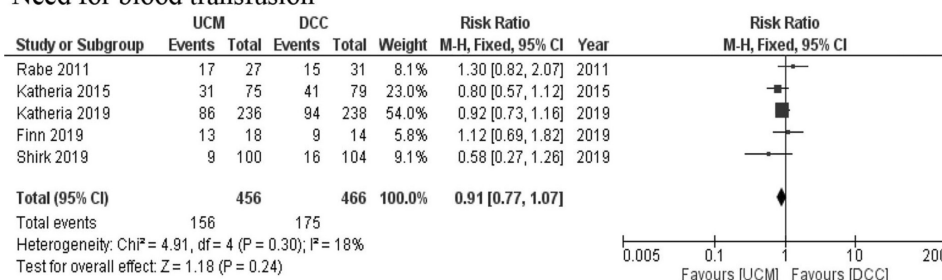 Need for blood transfusion
UCM DCC Risk Ratio Risk Ratio
Study or Subgroup Events Total Events Total Weight M-H, Fixed, 95% CI Year M-H, Fixed, 95% CI
Rabe 2011 17 27 15 31 8.1% 1.30 [0.82, 2.07] 2011
Katheria 2015 31 75 41 79 23.0% 0.80 [0.57, 1.12] 2015
Katheria 2019 86 236 94 238 54.0% 0.92 [0.73, 1.16] 2019
Finn 2019 13 18 9 14 5.8% 1.12 [0.69, 1.82] 2019
Shirk 2019 9 100 16 104 9.1% 0.58 [0.27, 1.26] 2019
Total (95% CI) 456 466 100.0% 0.91 [0.77, 1.07]
Total events 156 175
Heterogeneity: Chi² = 4.91, df = 4 (P = 0.30); I² = 18%
Test for overall effect: Z = 1.18 (P = 0.24)
0.005 0.1 1 10 200
Favours [UCM] Favours [DCC]